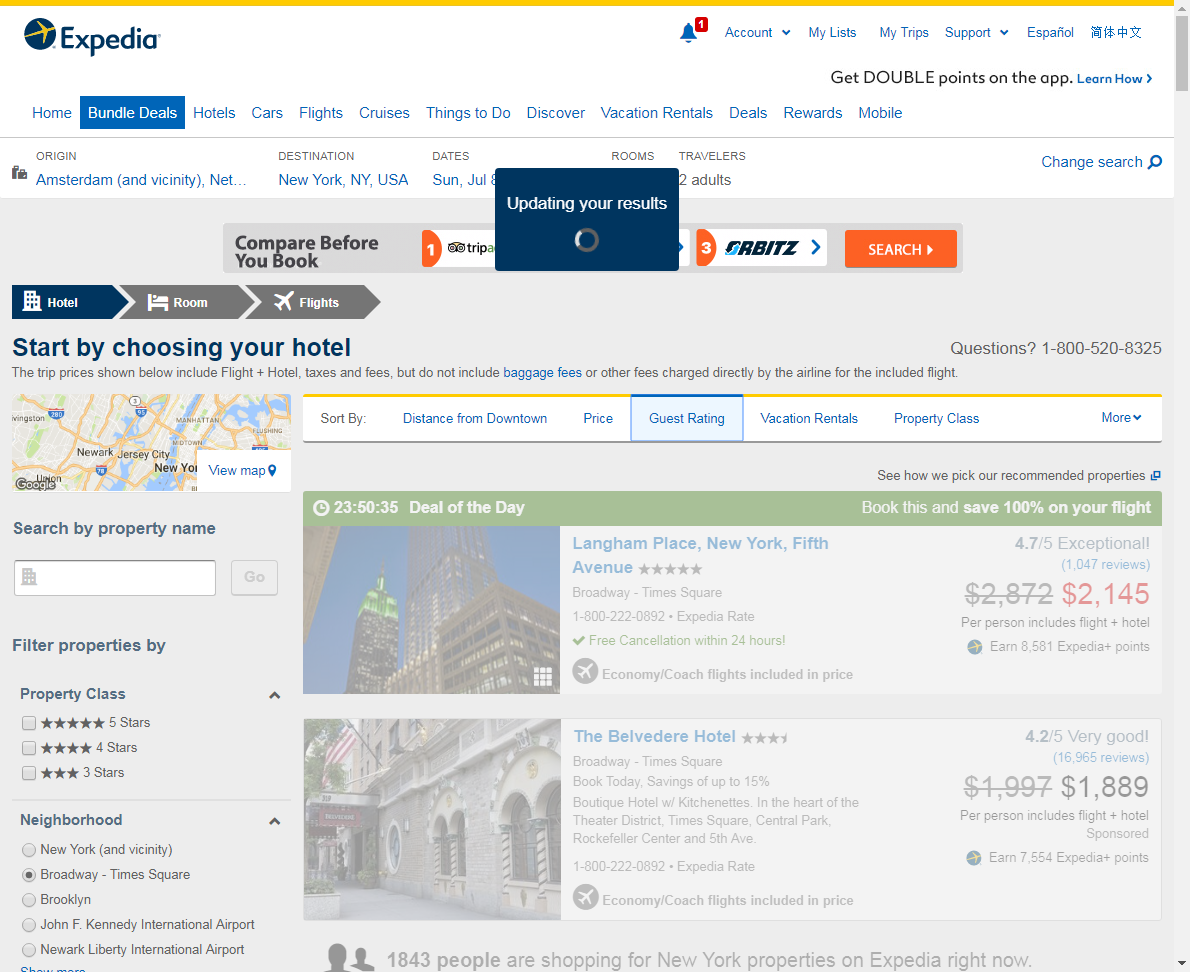 Expedia
1
Account
My Lists
My Trips
Support
Español
简体中文
Get DOUBLE points on the app. Learn How
Home
Bundle Deals
Hotels
Cars
Flights
Cruises
Things to Do
Discover
Vacation Rentals
Deals
Rewards
Mobile
ORIGIN
Amsterdam (and vicinity), Net...
DESTINATION
New York, NY, USA
DATES
Sun, Jul
ROOMS
TRAVELERS
2 adults
Change search
Updating your results
Compare Before
You Book
1
3 ORBITZ
SEARCH
Hotel
Room
Flights
Start by choosing your hotel
Questions? 1-800-520-8325
The trip prices shown below include Flight + Hotel, taxes and fees, but do not include baggage fees or other fees charged directly by the airline for the included flight.
View map
MANHATTAN
FLUSHING
MIDTOWN
Newark
Jersey City
Union
Google
Sort By:
Distance from Downtown
Price
Guest Rating
Vacation Rentals
Property Class
More
See how we pick our recommended properties
Search by property name
Go
Filter properties by
Property Class
5 Stars
4 Stars
3 Stars
Neighborhood
New York (and vicinity)
Broadway - Times Square
Brooklyn
John F. Kennedy International Airport
Newark Liberty International Airport
Show more
23:50:35 Deal of the Day
Book this and save 100% on your flight
Langham Place, New York, Fifth
Avenue
Broadway - Times Square
1-800-222-0892 • Expedia Rate
Free Cancellation within 24 hours!
Economy/Coach flights included in price
4.7/5 Exceptional!
(1,047 reviews)
$2,872 $2,145
Per person includes flight + hotel
Earn 8,581 Expedia+ points
The Belvedere Hotel
Broadway - Times Square
Book Today, Savings of up to 15%
Boutique Hotel w/ Kitchenettes. In the heart of the
Theater District, Times Square, Central Park,
Rockefeller Center and 5th Ave.
1-800-222-0892 • Expedia Rate
Economy/Coach flights included in price
4.2/5 Very good!
(16,965 reviews)
$1,997 $1,889
Per person includes flight + hotel
Sponsored
Earn 7,554 Expedia+ points
1843 people are shopping for New York properties on Expedia right now.